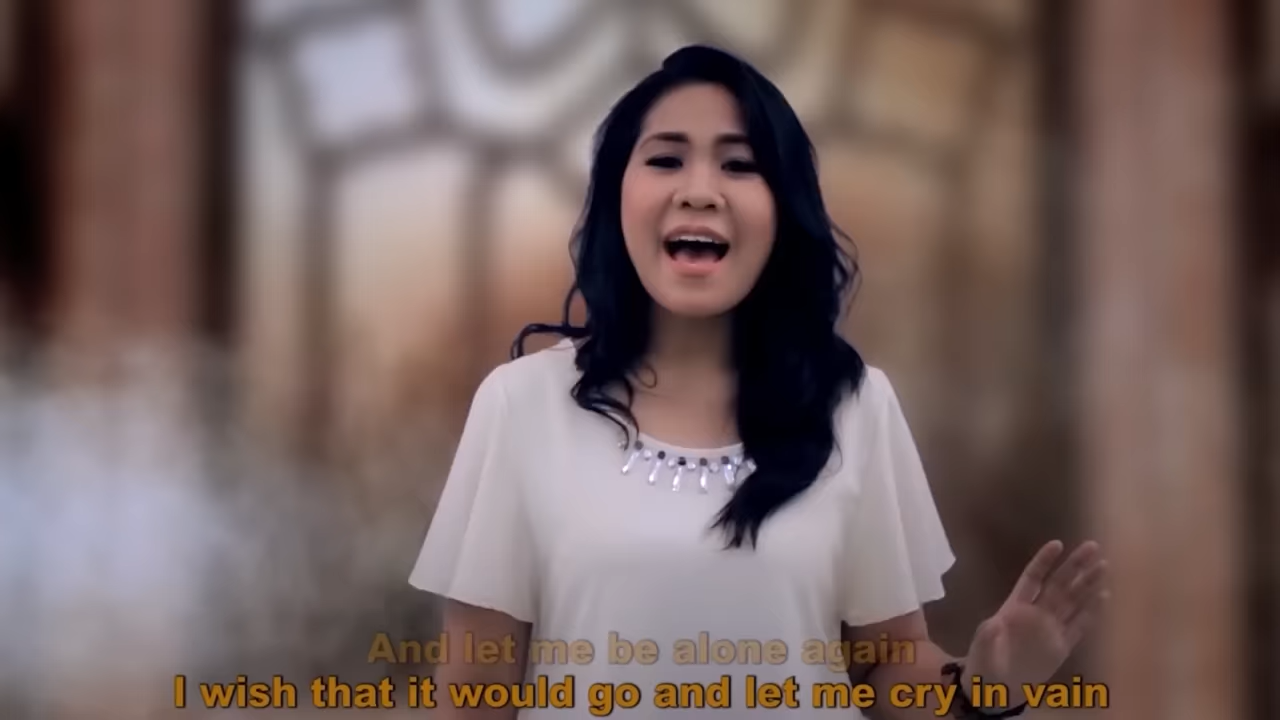 And let me be alone again
I wish that it would go and let me cry in vain